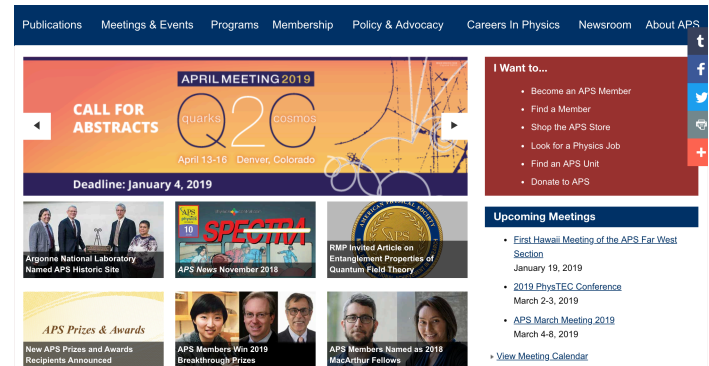 Publications Meetings & Events Programs Membership Policy & Advocacy Careers In Physics Newsroom About APS
APRIL MEETING 2019
CALL FOR
ABSTRACTS
quarks Q2C cosmos
April 13-16 Denver, Colorado
Deadline: January 4, 2019
I Want to...
Become an APS Member
Find a Member
Shop the APS Store
Look for a Physics Job
Find an APS Unit
Donate to APS
Argonne National Laboratory
Named APS Historic Site
APS
10
SPECTRA
APS News November 2018
AMERICAN PHYSICAL SOCIETY
RMP Invited Article on
Entanglement Properties of
Quantum Field Theory
APS Prizes & Awards
New APS Prizes and Awards
Recipients Announced
APS Members Win 2019
Breakthrough Prizes
APS Members Named as 2018
MacArthur Fellows
Upcoming Meetings
First Hawaii Meeting of the APS Far West
Section
January 19, 2019
2019 PhysTEC Conference
March 2-3, 2019
APS March Meeting 2019
March 4-8, 2019
View Meeting Calendar